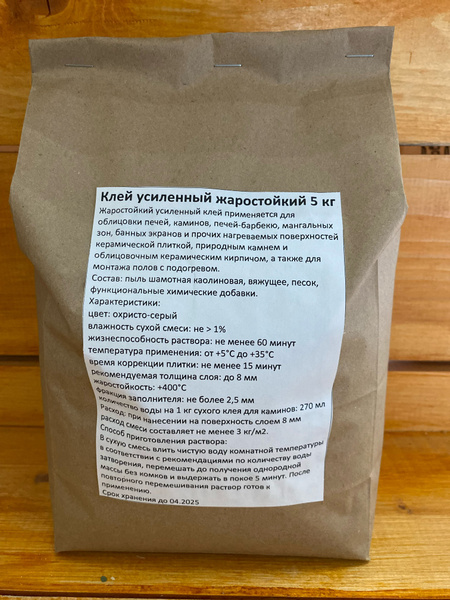 Клей усиленный жаростойкий 5 кг
Жаростойкий усиленный клей применяется для
облицовки печей, каминов, печей-барбекю, мангальных
зон, банных экранов и прочих нагреваемых поверхностей
керамической плиткой, природным камнем и
облицовочным керамическим кирпичом, а также для
монтажа полов с подогревом.
Состав: пыль шамотная каолиновая, вяжущее, песок,
функциональные химические добавки.
Характеристики:
цвет: охристо-серый
влажность сухой смеси: не > 1%
жизнеспособность раствора: не менее 60 минут
температура применения: от +5°С до +35°С
время коррекции плитки: не менее 15 минут
рекомендуемая толщина слоя: до 8 мм
жаростойкость: +400°С
фракция заполнителя: не более 2,5 мм
количество воды на 1 кг сухого клея для каминов: 270 мл
Расход: при нанесении на поверхность слоем 8 мм
расход смеси составляет не менее 3 кг/м2.
Способ приготовления раствора:
В сухую смесь влить чистую воду комнатной температуры
в соответствии с рекомендациями по количеству воды
затворения, перемешать до получения однородной
массы без комков и выдержать в покое 5 минут. После
повторного перемешивания раствор готов к
применению.
Срок хранения до 04.2025